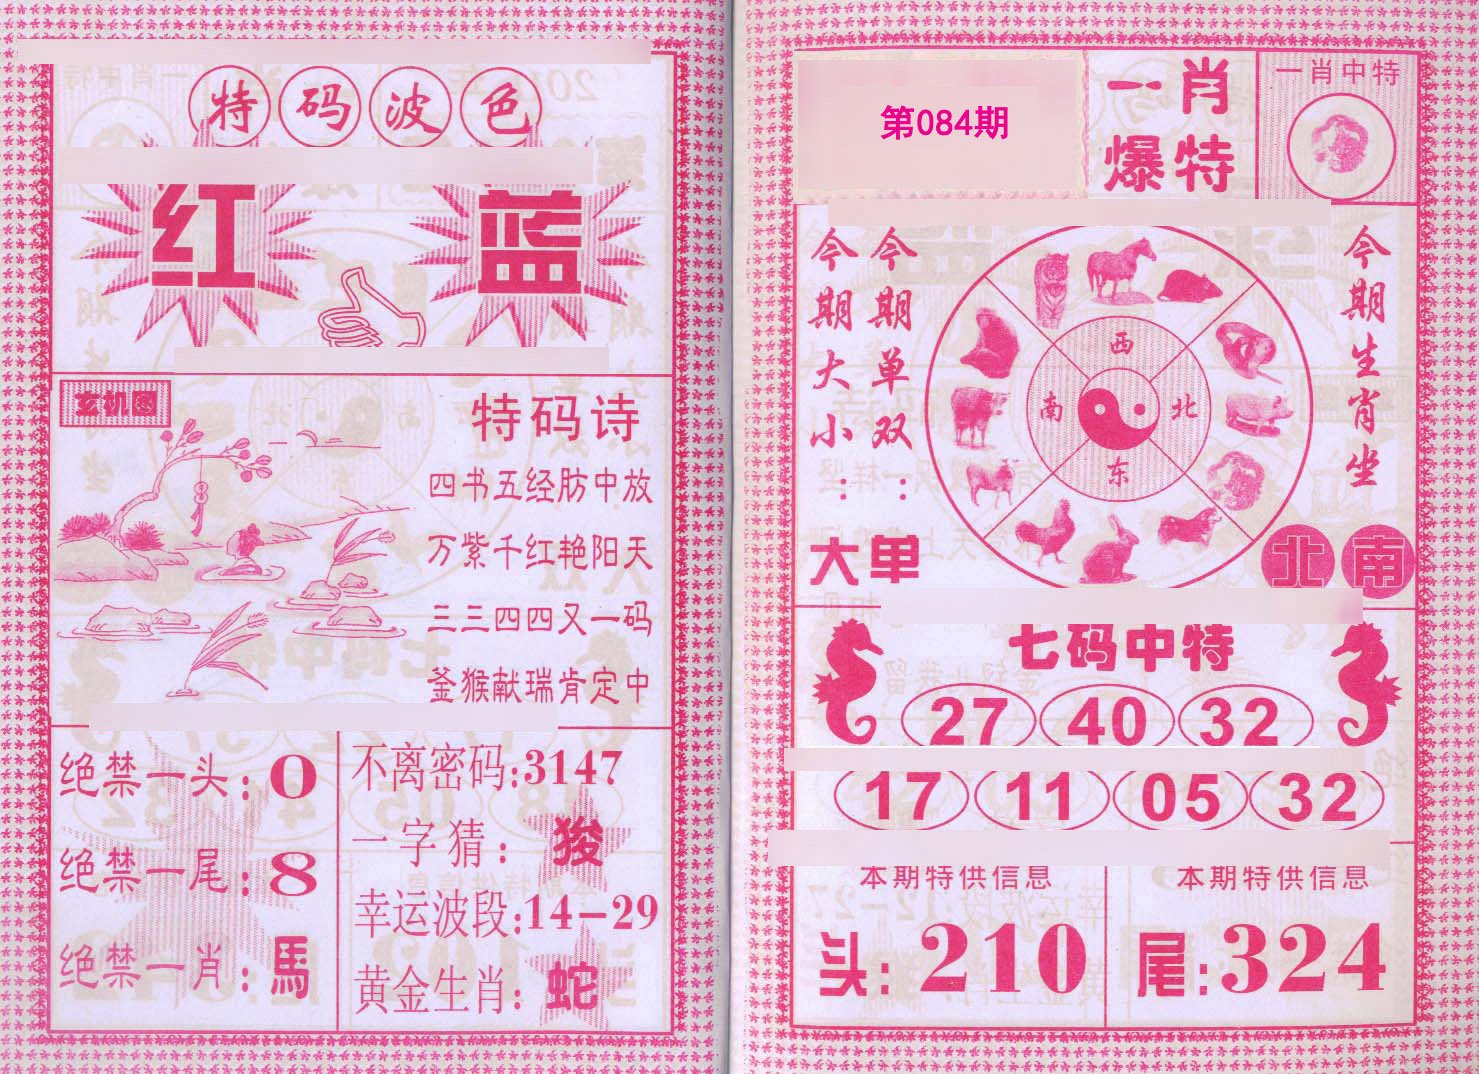 特码波色
红 蓝
玄机图
特码诗
四书五经肪中放
万紫千红艳阳天
三三四四又一码
釜猴献瑞肯定中
绝禁一头:0
绝禁一尾:8
绝禁一肖:馬
不离密码:3147
一字猜:狻
幸运波段:14-29
黄金生肖:蛇
第084期
一肖
爆特
一肖中特
今期大小:大
今期单双:单
西
南 北
东
今期生肖坐
北南
七码中特
27 40 32
17 11 05 32
本期特供信息
头:210
本期特供信息
尾:324